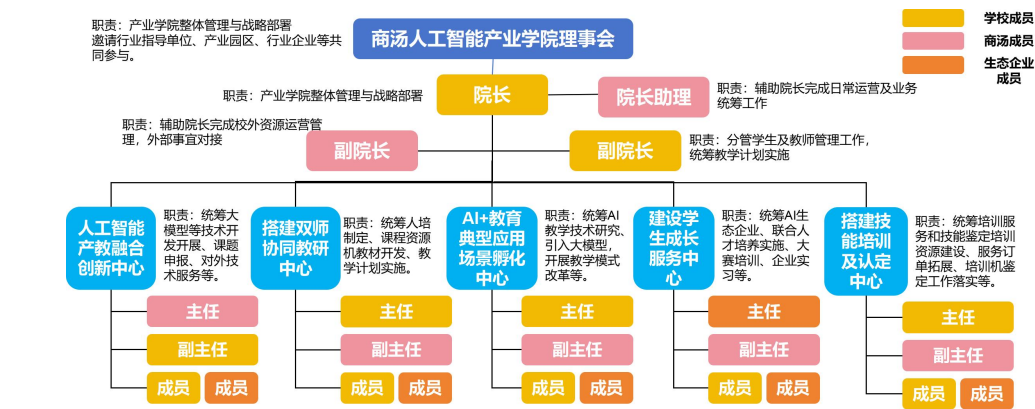 职责：产业学院整体管理与战略部署
邀请行业指导单位、产业园区、行业企业等共
同参与。
商汤人工智能产业学院理事会
学校成员
商汤成员
生态企业
成员
职责：产业学院整体管理与战略部署
院长
院长助理
职责：辅助院长完成日常运营及业务
统筹工作
职责：辅助院长完成校外资源运营管
理，外部事宜对接
副院长
副院长
职责：分管学生及教师管理工作，
统筹教学计划实施
人工智能
产教融合
创新中心
职责：统筹大
模型等技术开
发开展、课题
申报、对外技
术服务等。
搭建双师
协同教研
中心
职责：统筹人培
制定、课程资源
机教材开发、教
学计划实施。
AI+教育
典型应用
场景孵化
中心
职责：统筹AI
教学技术研究、
引入大模型，
开展教学模式
改革等。
建设学
生成长
服务中
心
职责：统筹AI生
态企业、联合人
才培养实施、大
赛培训、企业实
习等。
搭建技
能培训
及认定
中心
职责：统筹培训服
务和技能鉴定培训
资源建设、服务订
单拓展、培训机鉴
定工作落实等。
主任
副主任
成员
成员
主任
副主任
成员
成员
主任
副主任
成员
成员
主任
副主任
成员
成员
主任
副主任
成员
成员